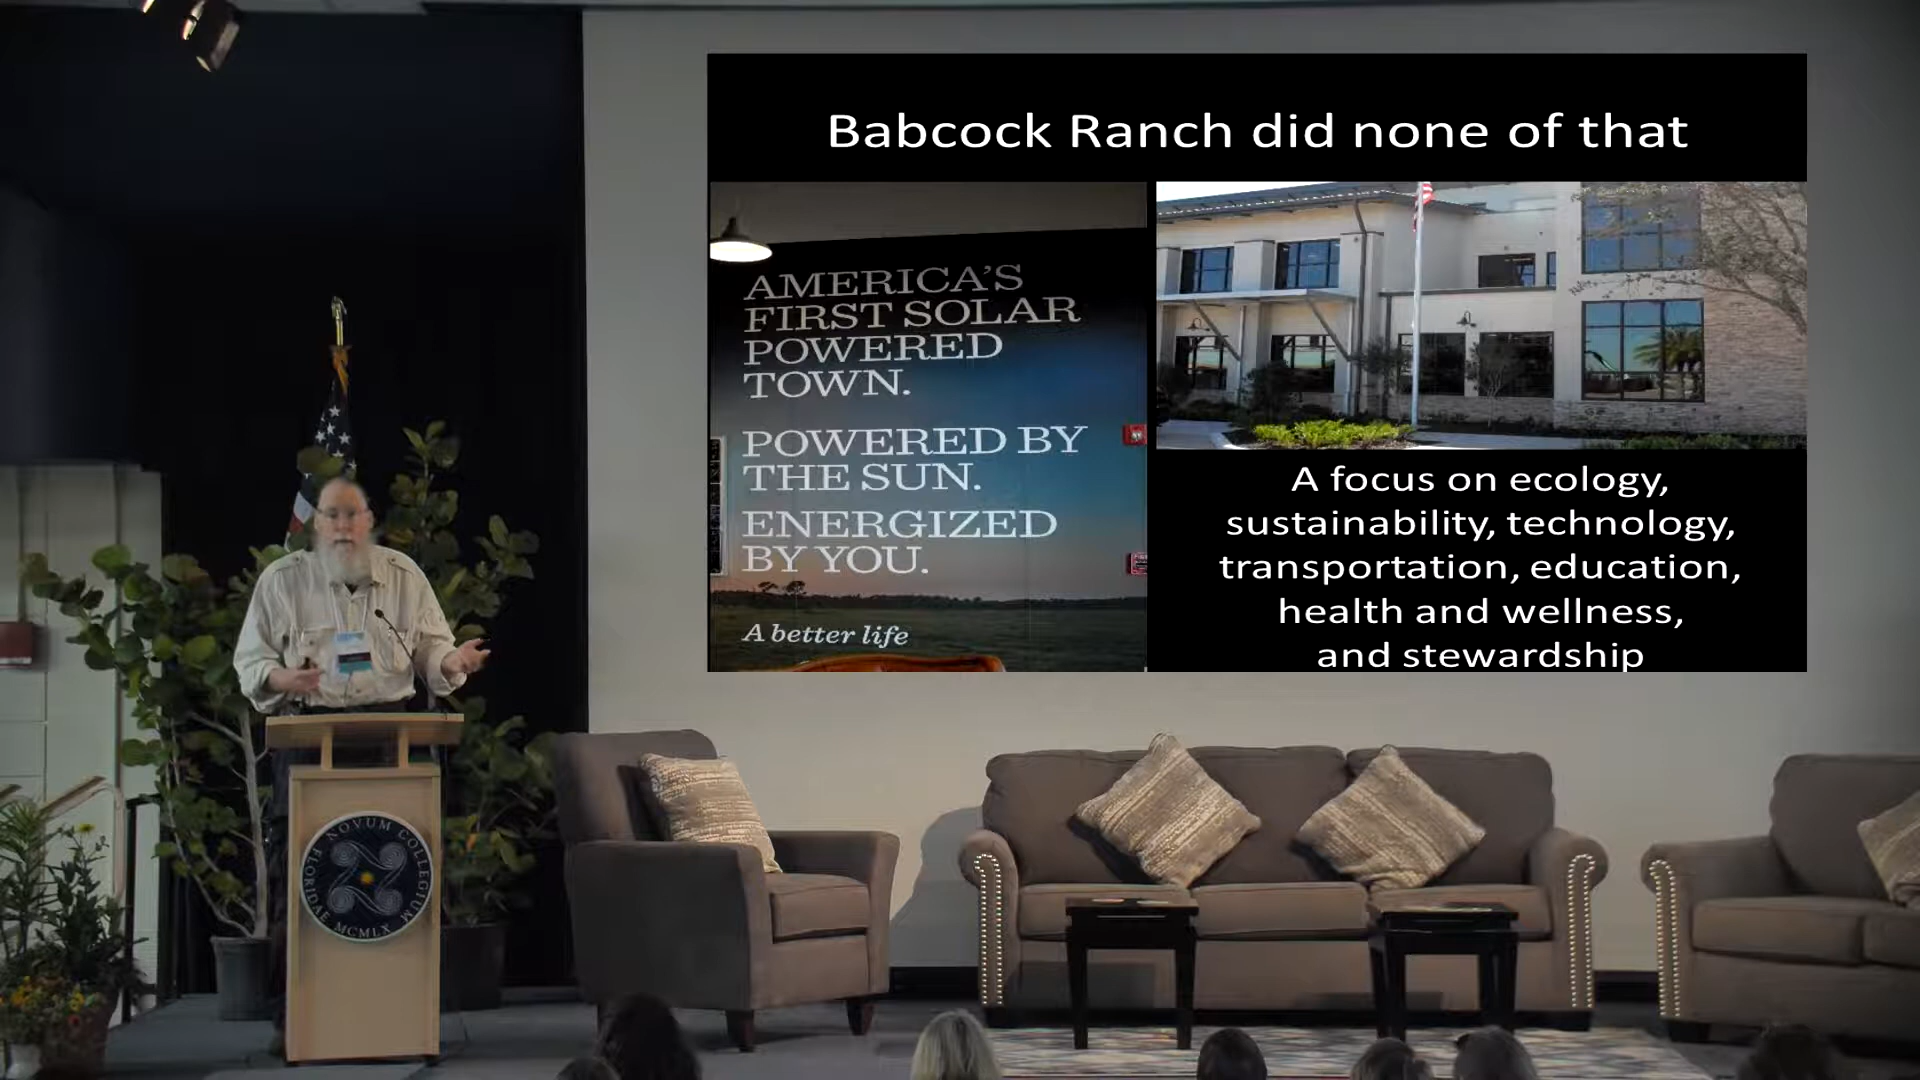 Babcock Ranch did none of that
AMERICA'S
FIRST SOLAR
POWERED
TOWN.
POWERED BY
THE SUN.
ENERGIZED
BY YOU.
A better life
A focus on ecology,
sustainability, technology,
transportation, education,
health and wellness,
and stewardship
NOVUM COLLEGIUM
FLORIDAE MCMLX